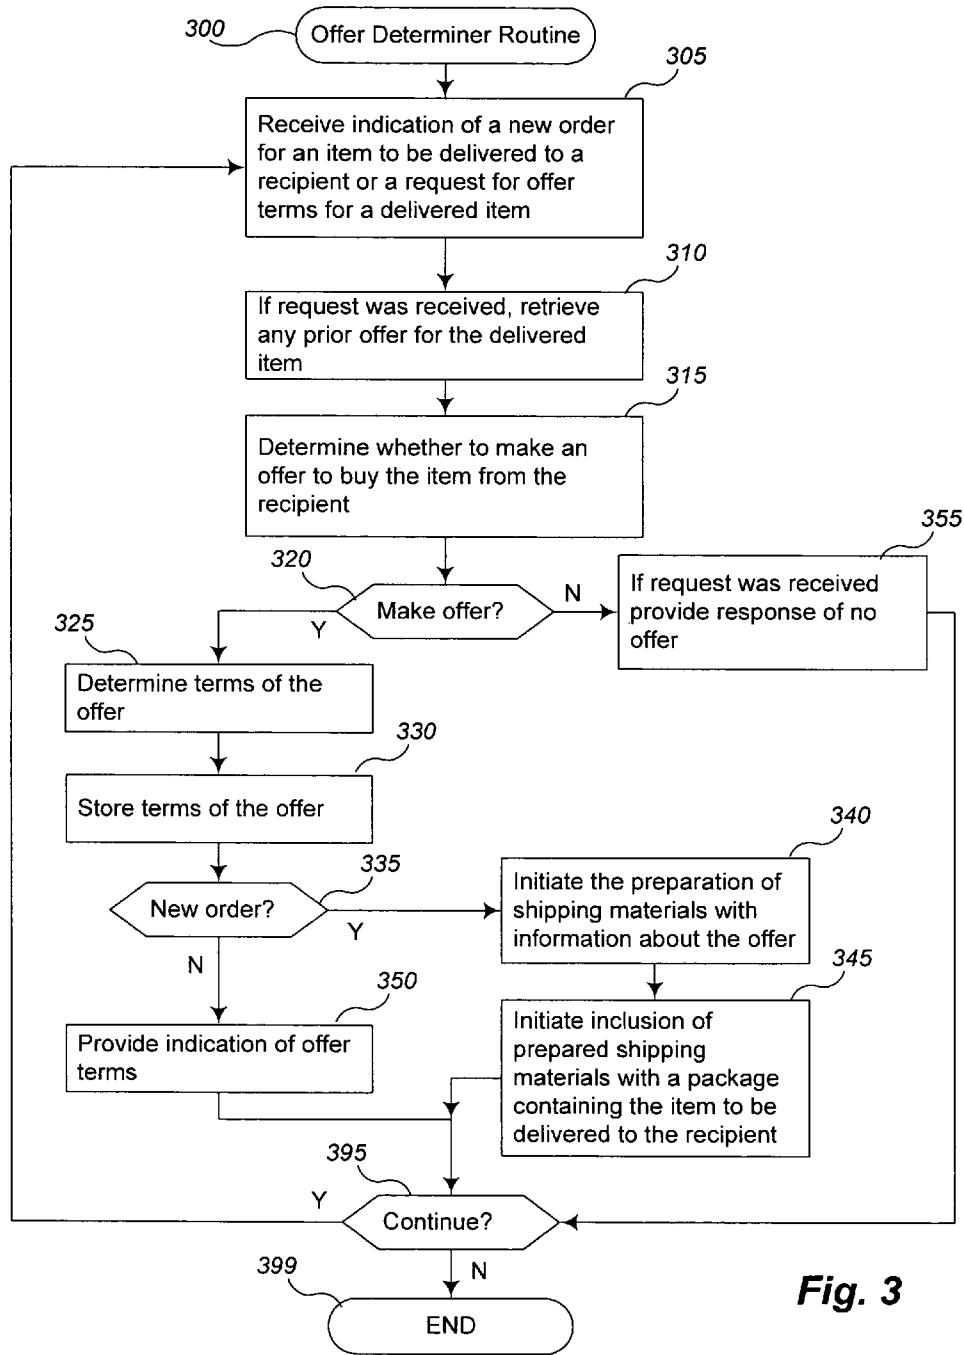 300
Offer Determiner Routine
305
Receive indication of a new order
for an item to be delivered to a
recipient or a request for offer
terms for a delivered item
310
If request was received, retrieve
any prior offer for the delivered
item
315
Determine whether to make an
offer to buy the item from the
recipient
320
Make offer?
N
Y
355
If request was received
provide response of no
offer
325
Determine terms of the
offer
330
Store terms of the offer
335
New order?
Y
N
340
Initiate the preparation of
shipping materials with
information about the offer
345
Initiate inclusion of
prepared shipping
materials with a package
containing the item to be
delivered to the recipient
350
Provide indication of offer
terms
395
Y
Continue?
N
399
END
Fig. 3